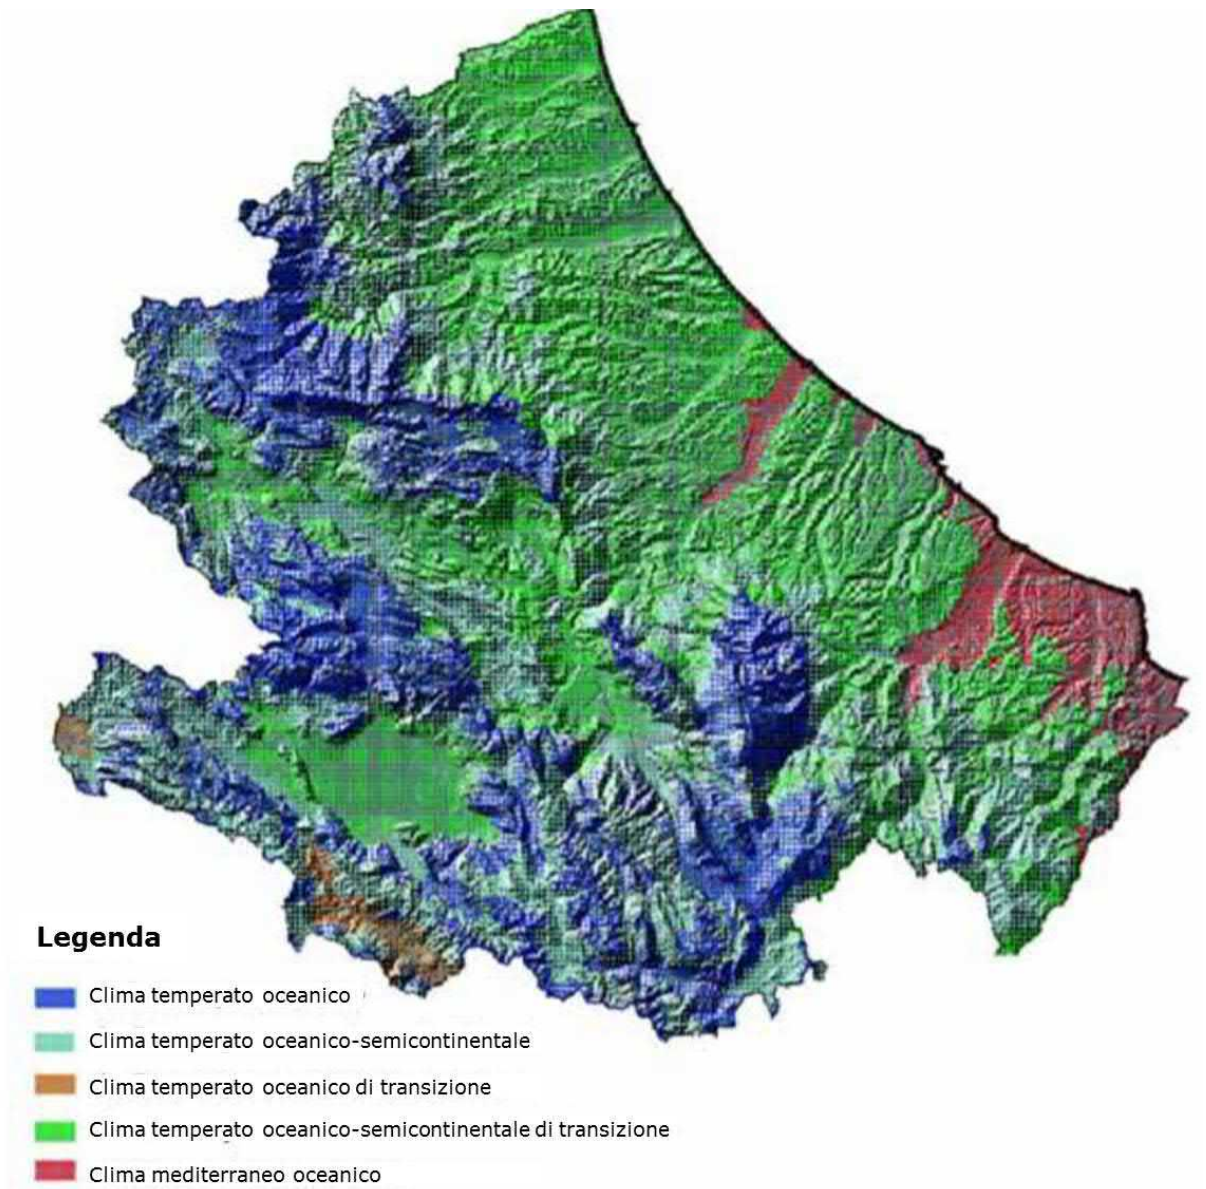 Legenda
Clima temperato oceanico
Clima temperato oceanico-semicontinentale
Clima temperato oceanico di transizione
Clima temperato oceanico-semicontinentale di transizione
Clima mediterraneo oceanico